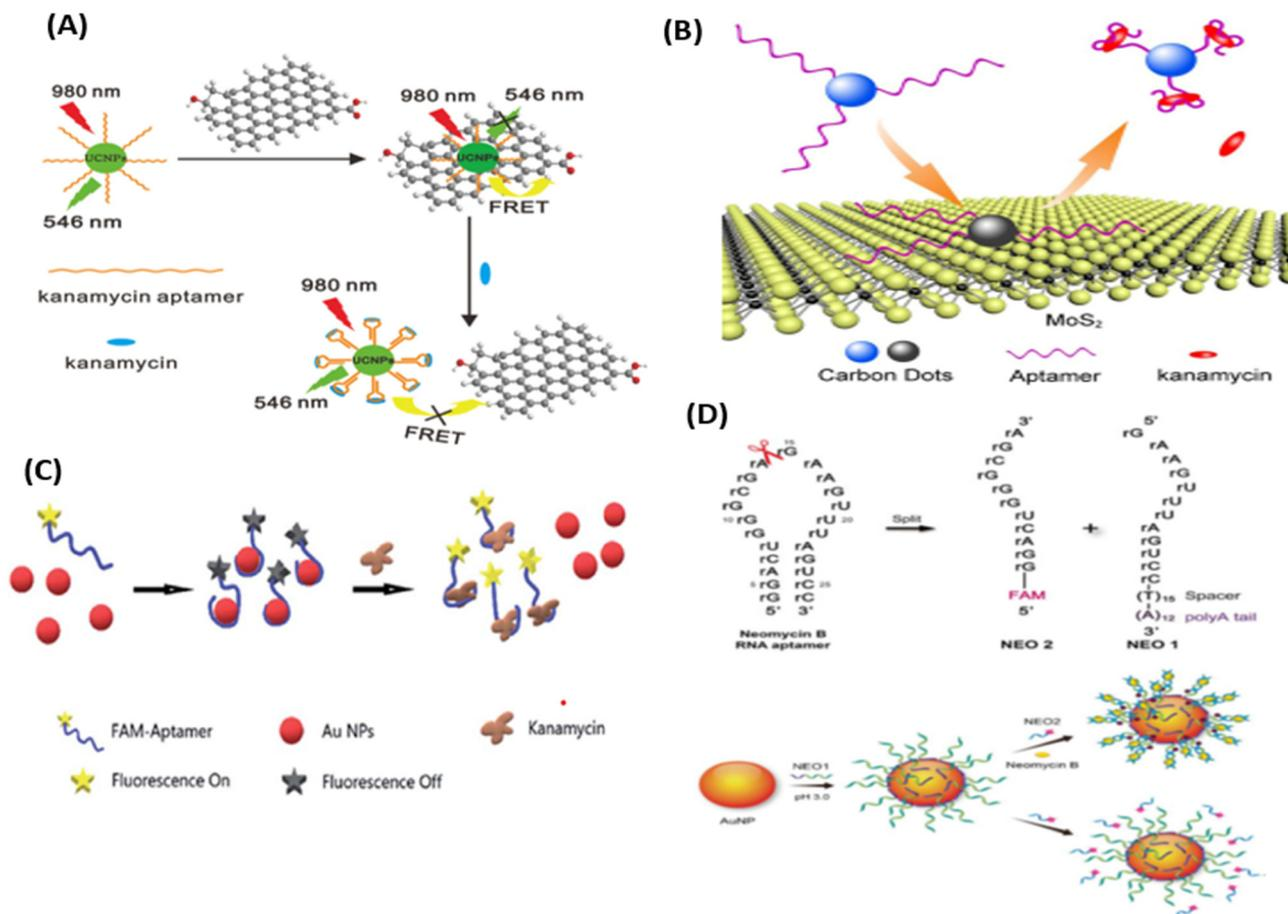 (A)
980 nm
UCNPs
546 nm
980 nm
546 nm
UCNPs
FRET
kanamycin aptamer
kanamycin
980 nm
UCNPs
546 nm
FRET
(B)
MoS₂
Carbon Dots
Aptamer
kanamycin
(C)
FAM-Aptamer
Au NPs
Kanamycin
Fluorescence On
Fluorescence Off
(D)
15
rA rG
rG rA
rC rA
rG rG
10 rG rU
rG rU 20
rU rU
rU rA
rC rG
rA rU
5 rG rC 25
rG rC
5' 3'
Neomycin B
RNA aptamer
Split
3'
rA
rG
rC
rG
rG
rG
rU
rC
rA
rG
rG
FAM
5'
NEO 2
+
5'
rG
rA
rA
rG
rU
rU
rU
rA
rG
rU
rC
rC
(T)15 Spacer
(A)12 polyA tail
3'
NEO 1
AuNP
NEO1
pH 3.0
NEO2
Neomycin B